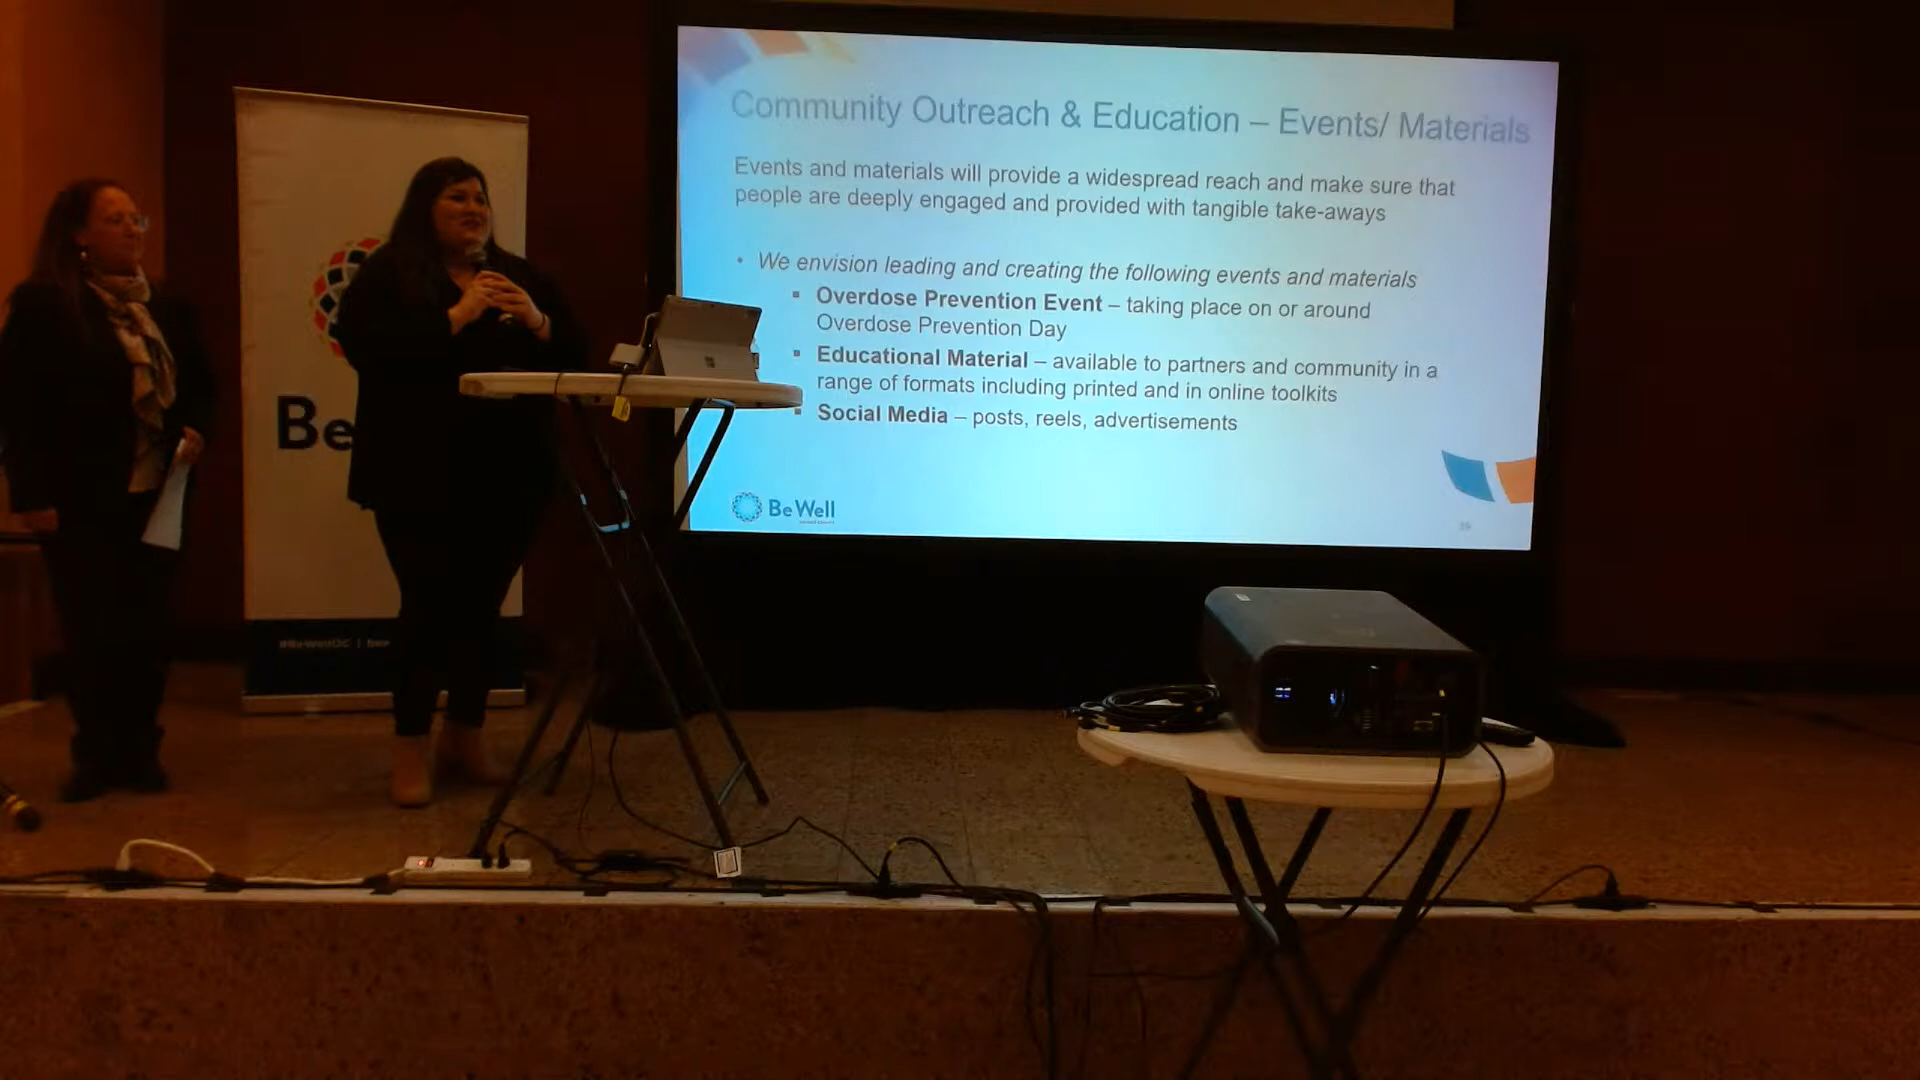 Community Outreach & Education – Events/ Materials
Events and materials will provide a widespread reach and make sure that
people are deeply engaged and provided with tangible take-aways
• We envision leading and creating the following events and materials
▪ Overdose Prevention Event – taking place on or around
Overdose Prevention Day
▪ Educational Material – available to partners and community in a
range of formats including printed and in online toolkits
▪ Social Media – posts, reels, advertisements
Be Well
Be
#BeWellOC |